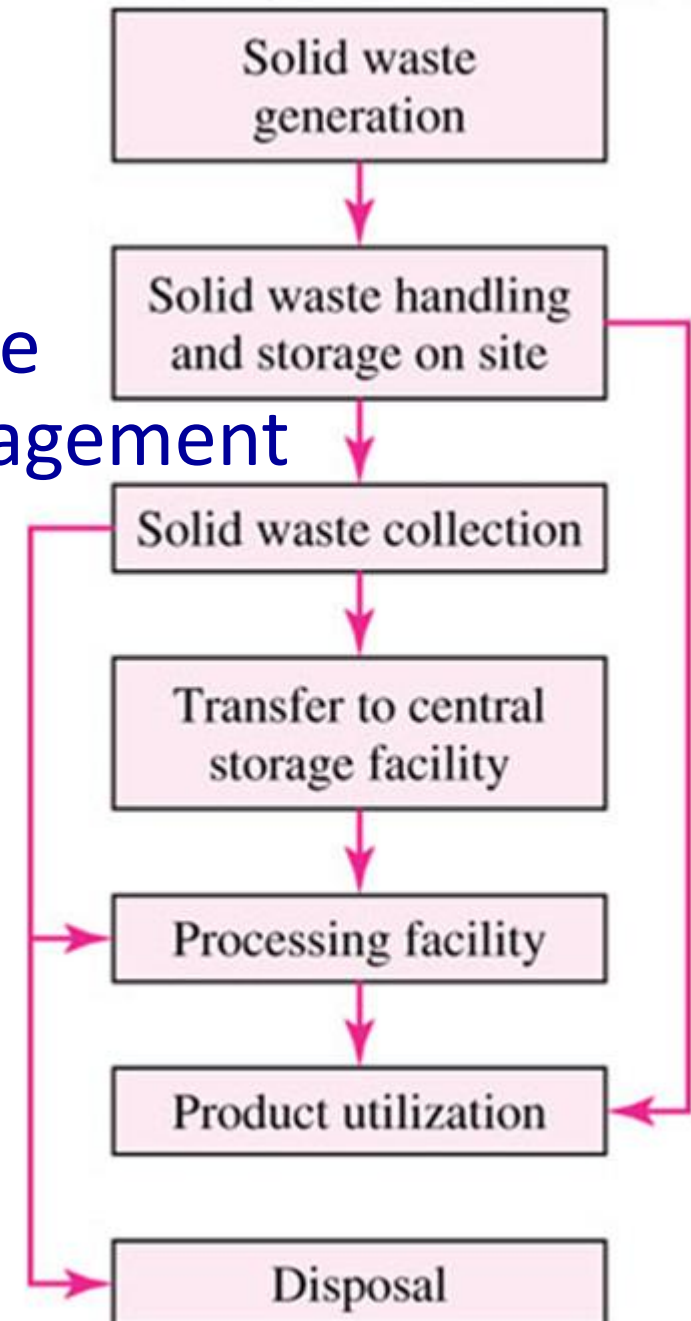 Solid waste
generation
Solid waste handling
and storage on site
e
agement
Solid waste collection
Transfer to central
storage facility
Processing facility
Product utilization
Disposal